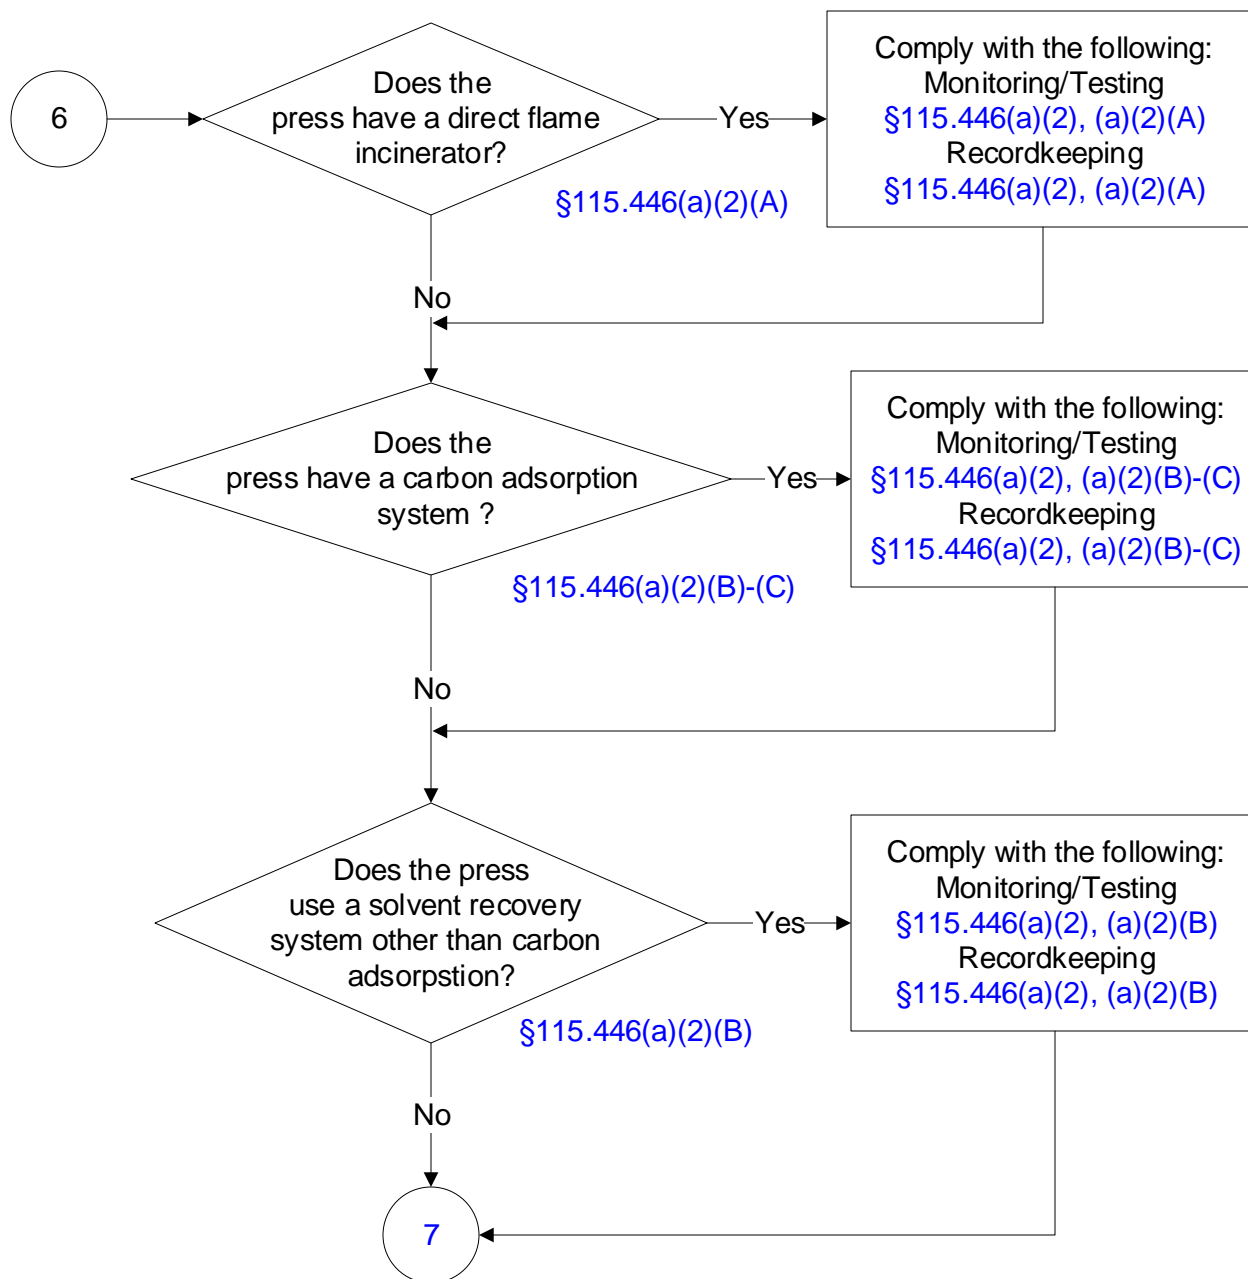 6
Does the
press have a direct flame
incinerator?
Yes
§115.446(a)(2)(A)
Comply with the following:
Monitoring/Testing
§115.446(a)(2), (a)(2)(A)
Recordkeeping
§115.446(a)(2), (a)(2)(A)
No
Does the
press have a carbon adsorption
system ?
Yes
§115.446(a)(2)(B)-(C)
Comply with the following:
Monitoring/Testing
§115.446(a)(2), (a)(2)(B)-(C)
Recordkeeping
§115.446(a)(2), (a)(2)(B)-(C)
No
Does the press
use a solvent recovery
system other than carbon
adsorpstion?
Yes
§115.446(a)(2)(B)
Comply with the following:
Monitoring/Testing
§115.446(a)(2), (a)(2)(B)
Recordkeeping
§115.446(a)(2), (a)(2)(B)
No
7